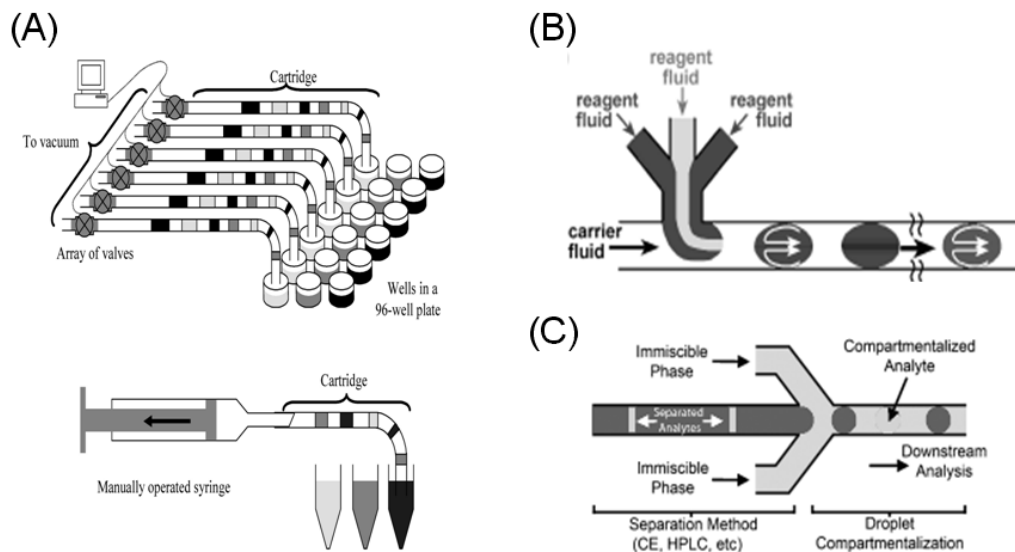 (A)
Cartridge
To vacuum
Array of valves
Wells in a
96-well plate
Cartridge
Manually operated syringe
(B)
reagent
fluid
reagent
fluid
reagent
fluid
carrier
fluid
(C)
Immiscible
Phase
Compartmentalized
Analyte
Separated
Analytes
Immiscible
Phase
Downstream
Analysis
Separation Method
(CE, HPLC, etc)
Droplet
Compartmentalization